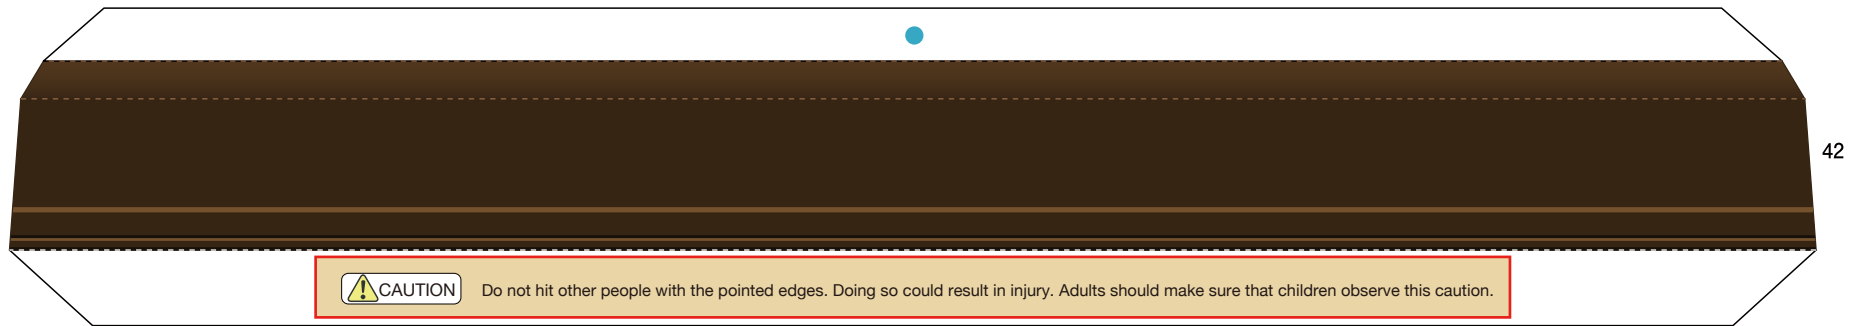 42
CAUTION Do not hit other people with the pointed edges. Doing so could result in injury. Adults should make sure that children observe this caution.